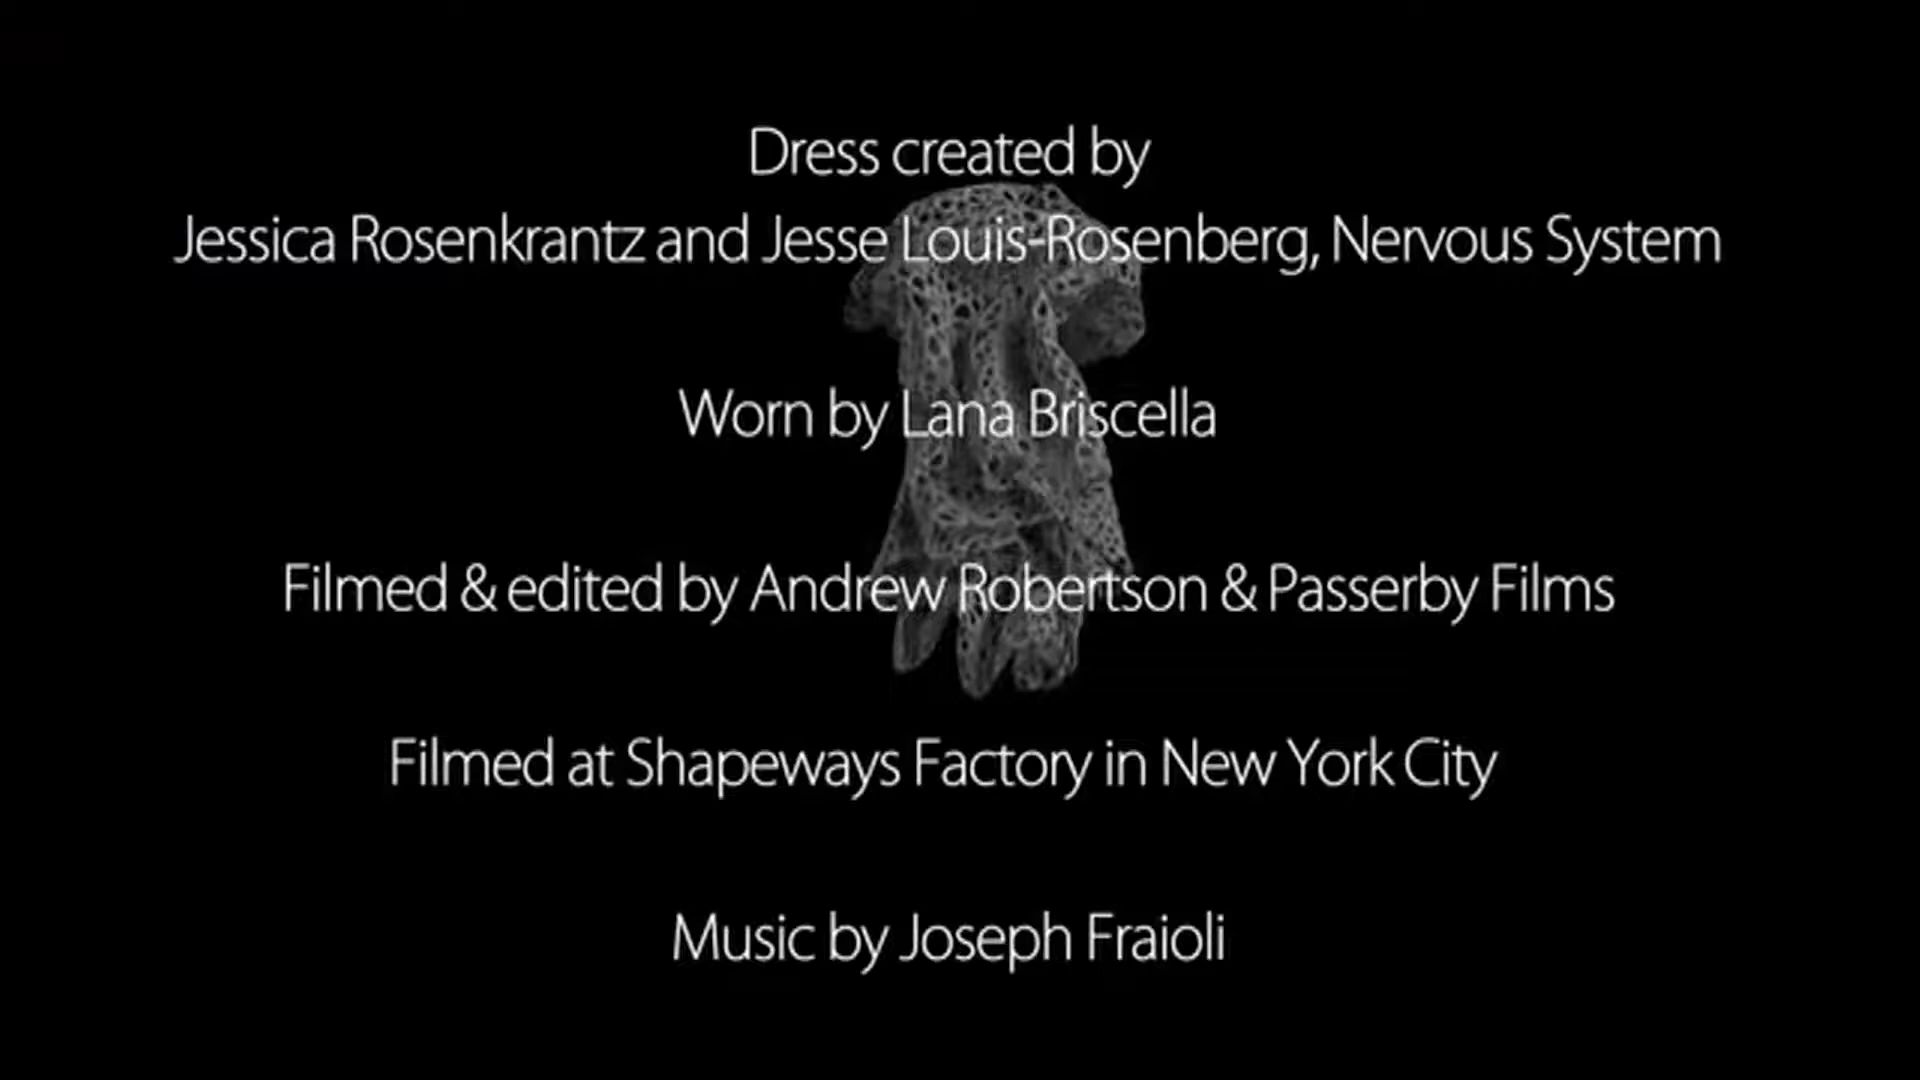 Dress created by
Jessica Rosenkrantz and Jesse Louis-Rosenberg, Nervous System
Worn by Lana Briscella
Filmed & edited by Andrew Robertson & Passerby Films
Filmed at Shapeways Factory in New York City
Music by Joseph Fraioli